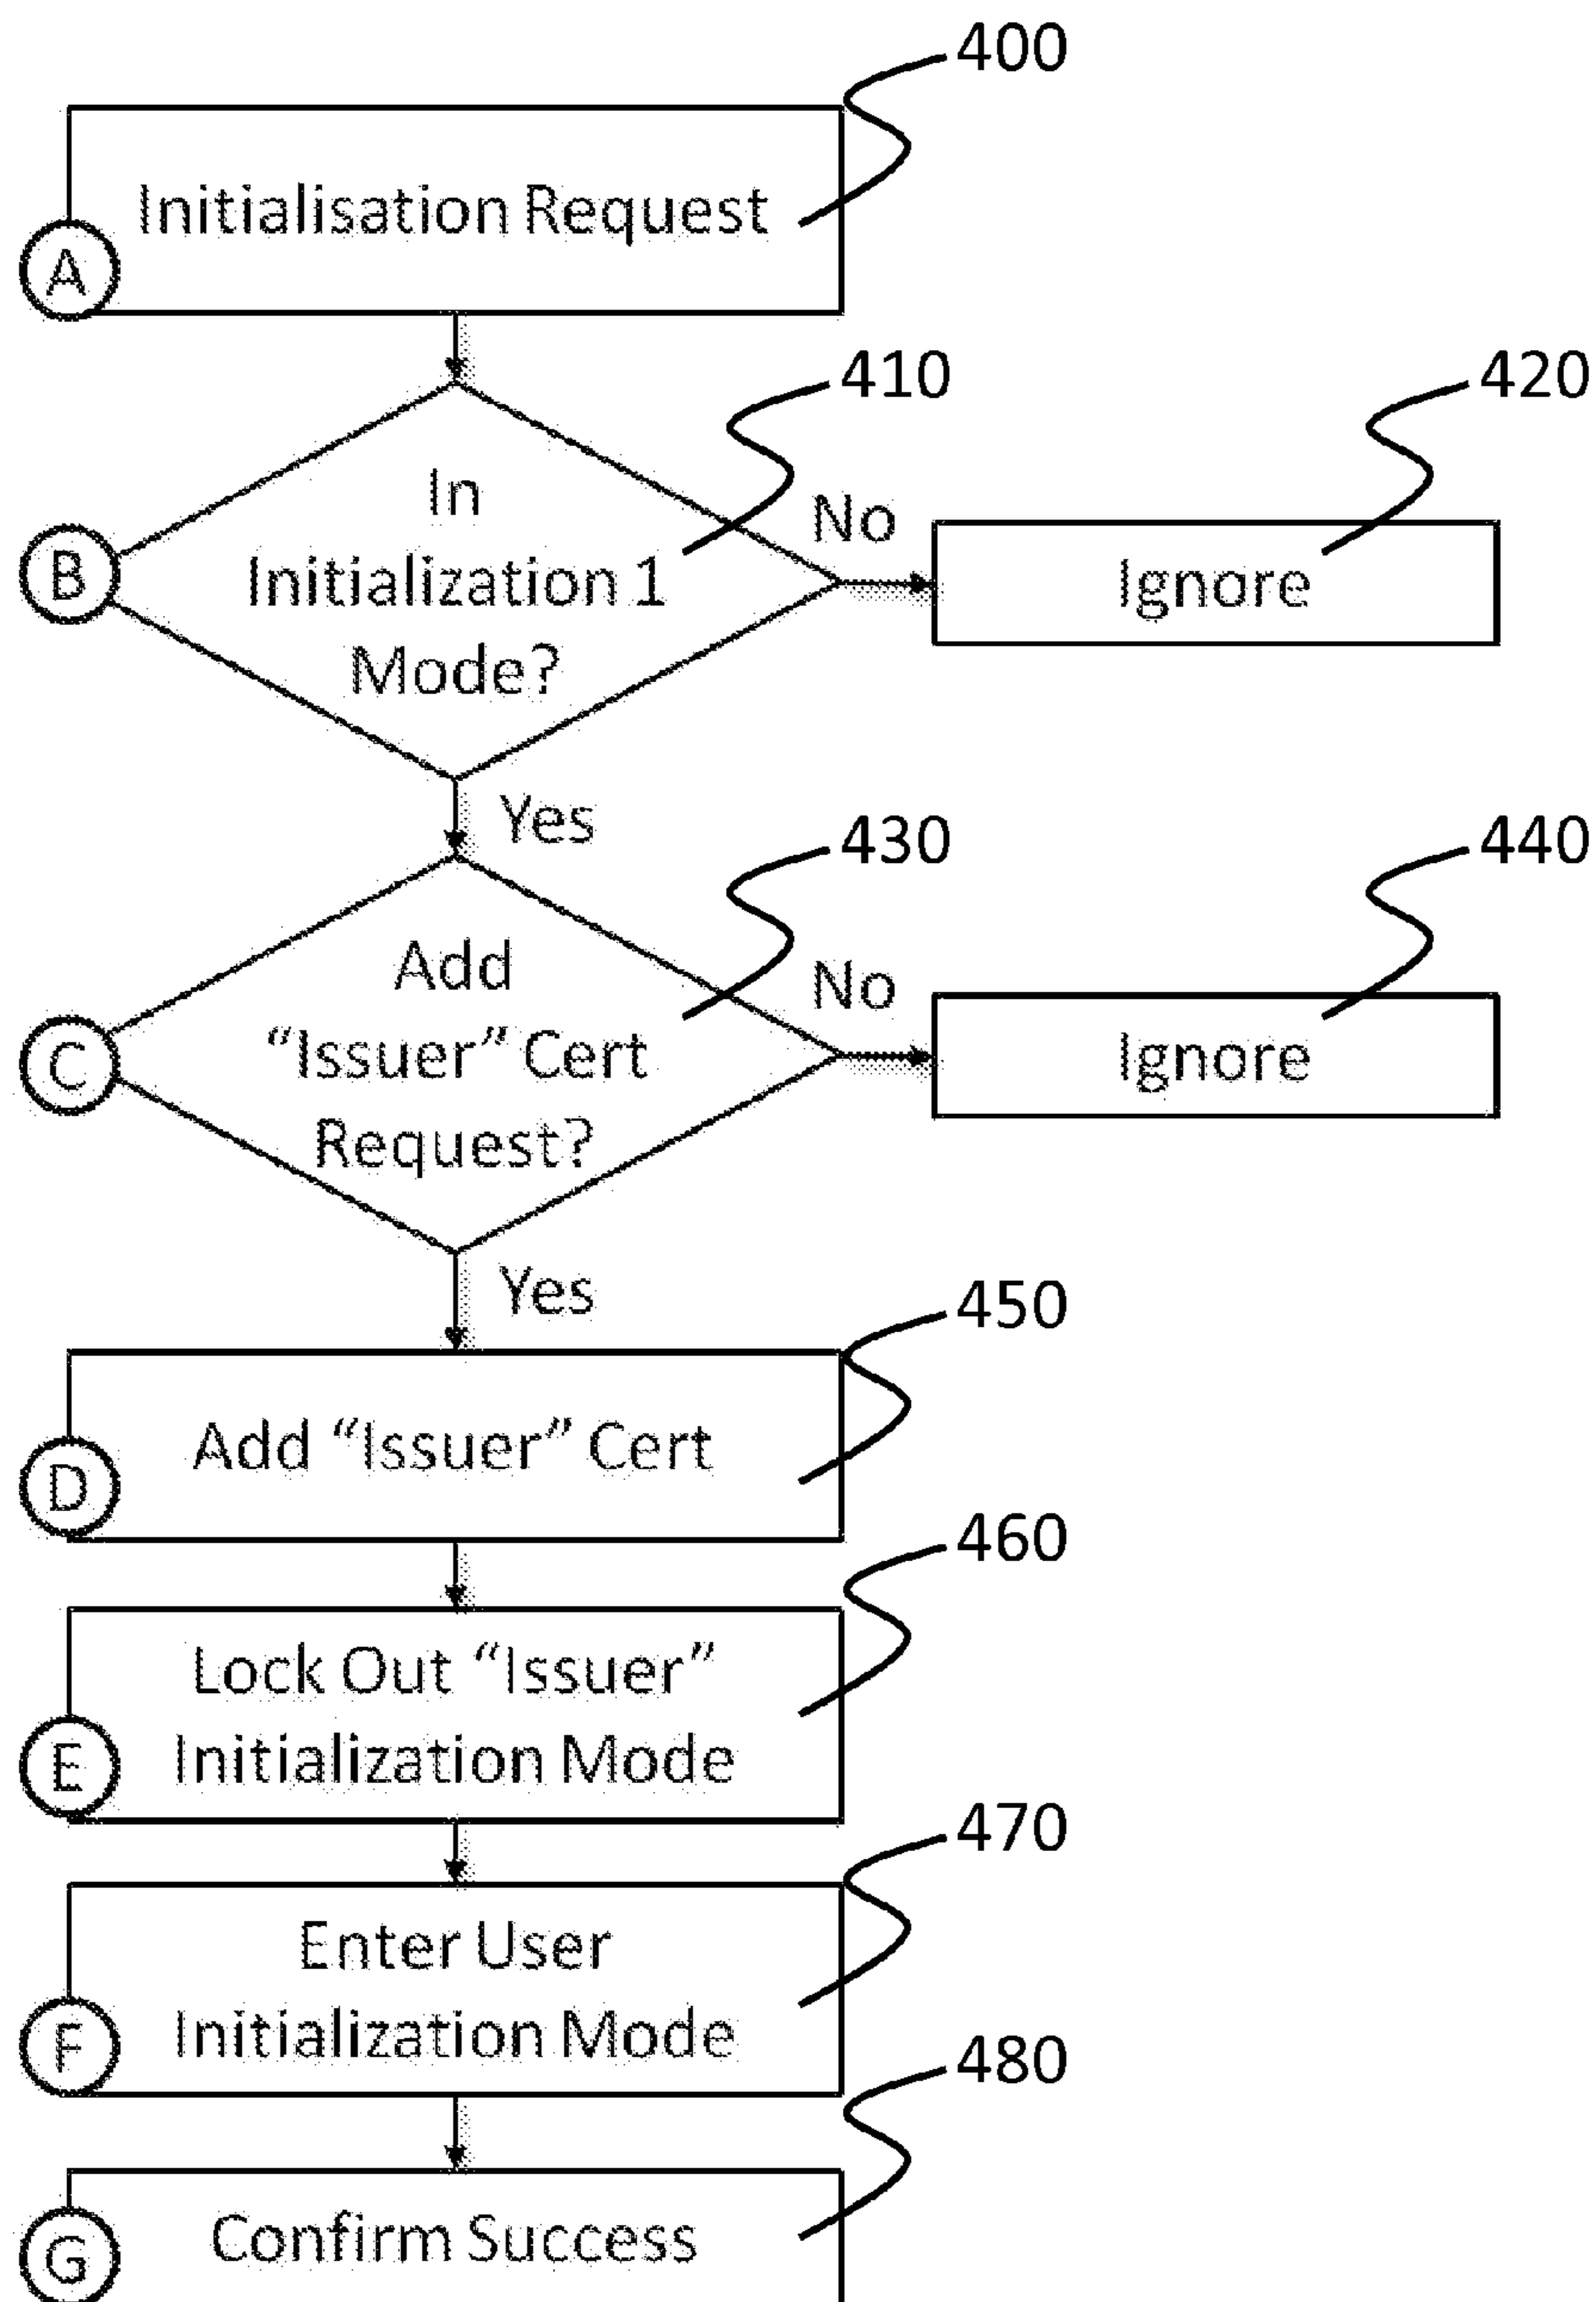 400
Initialisation Request
A
410
420
In
No
B
Initialization 1
Ignore
Mode?
Yes
430
440
Add
No
C
“Issuer” Cert
Ignore
Request?
Yes
450
Add “Issuer” Cert
D
460
Lock Out “Issuer”
E
Initialization Mode
470
Enter User
F
Initialization Mode
480
Confirm Success
G